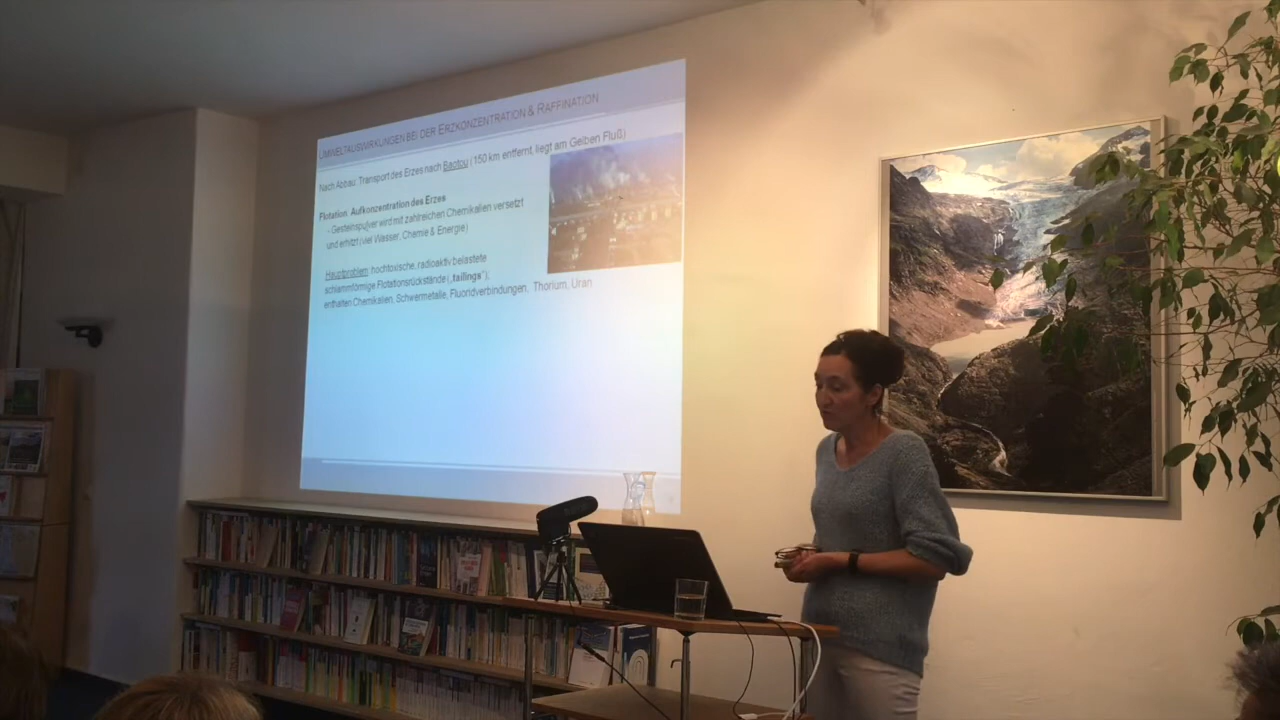 UMWELTAUSWIRKUNGEN BEI DER ERZKONZENTRATION & RAFFINATION
Nach Abbau: Transport des Erzes nach Baotou (150 km entfernt, liegt am Gelben Fluß)
Flotation: Aufkonzentration des Erzes
- Gesteinspulver wird mit zahlreichen Chemikalien versetzt
und erhitzt (viel Wasser, Chemie & Energie)
Hauptproblem: hochtoxische, radioaktiv belastete
schlammförmige Flotationsrückstände („tailings“);
enthalten Chemikalien, Schwermetalle, Fluoridverbindungen, Thorium, Uran